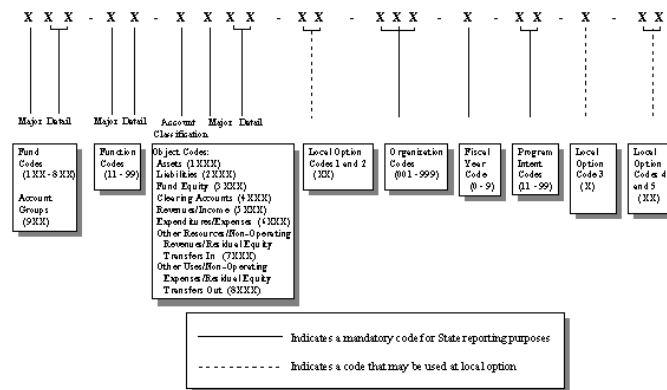 X X X - X - X - X X X X - X X - X X X - X - X X - X - X X
Major Detail Major Detail Account Classification Major Detail
Fund
Codes
(1XX - 8XX)
Account
Groups
(9XX)
Function
Codes
(11 - 99)
Object Codes:
Assets (1XXX)
Liabilities (2XXX)
Fund Equity (3XXX)
Clearing Accounts (4XXX)
Revenues/Income (5XXX)
Expenditures/Expenses (6XXX)
Other Resources/Non-Operating
Revenues/Residual Equity
Transfers In (7XXX)
Other Uses/Non-Operating
Expenses/Residual Equity
Transfers Out (8XXX)
Local Option
Codes 1 and 2
(XX)
Organization
Codes
(001 - 999)
Fiscal
Year
Code
(0 - 9)
Program
Intent
Codes
(11 - 99)
Local
Option
Code 3
(X)
Local
Option
Codes 4
and 5
(XX)
Indicates a mandatory code for State reporting purposes
Indicates a code that may be used at local option